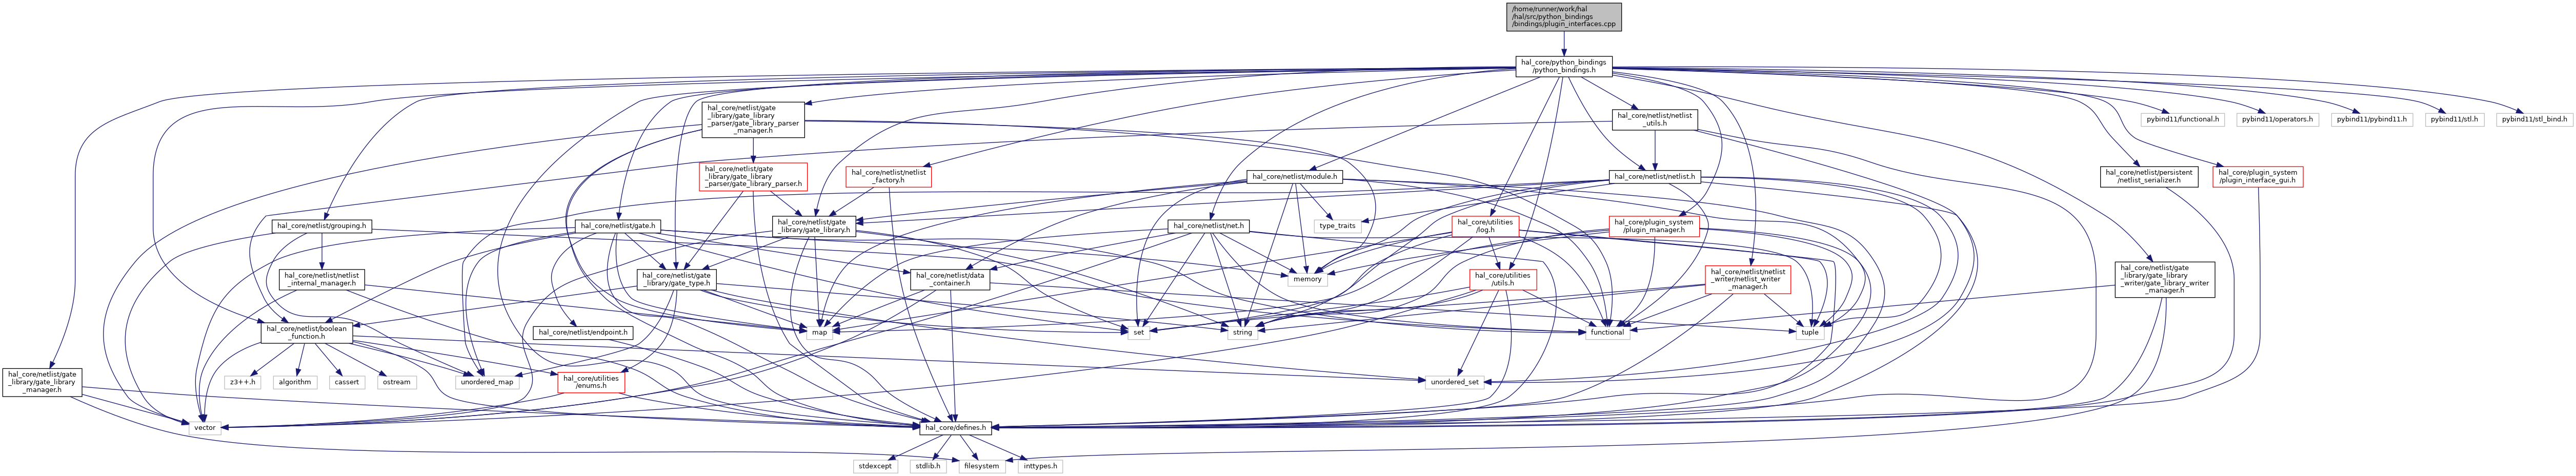 /home/runner/work/hal
/hal/src/python_bindings
/bindings/plugin_interfaces.cpp
hal_core/python_bindings
/python_bindings.h
hal_core/netlist/gate
_library/gate_library
_parser/gate_library_parser
_manager.h
hal_core/netlist/netlist
_utils.h
pybind11/functional.h
pybind11/operators.h
pybind11/pybind11.h
pybind11/stl.h
pybind11/stl_bind.h
hal_core/netlist/gate
_library/gate_library
_parser/gate_library_parser.h
hal_core/netlist/netlist
_factory.h
hal_core/netlist/module.h
hal_core/netlist/netlist.h
hal_core/netlist/persistent
/netlist_serializer.h
hal_core/plugin_system
/plugin_interface_gui.h
hal_core/netlist/grouping.h
hal_core/netlist/gate.h
hal_core/netlist/gate
_library/gate_library.h
hal_core/netlist/net.h
type_traits
hal_core/utilities
/log.h
hal_core/plugin_system
/plugin_manager.h
hal_core/netlist/netlist
_internal_manager.h
hal_core/netlist/gate
_library/gate_type.h
hal_core/netlist/data
_container.h
memory
hal_core/utilities
/utils.h
hal_core/netlist/netlist
_writer/netlist_writer
_manager.h
hal_core/netlist/gate
_library/gate_library
_writer/gate_library_writer
_manager.h
hal_core/netlist/boolean
_function.h
hal_core/netlist/endpoint.h
map
set
string
functional
tuple
hal_core/netlist/gate
_library/gate_library
_manager.h
z3++.h
algorithm
cassert
ostream
unordered_map
hal_core/utilities
/enums.h
unordered_set
vector
hal_core/defines.h
stdexcept
stdlib.h
filesystem
inttypes.h